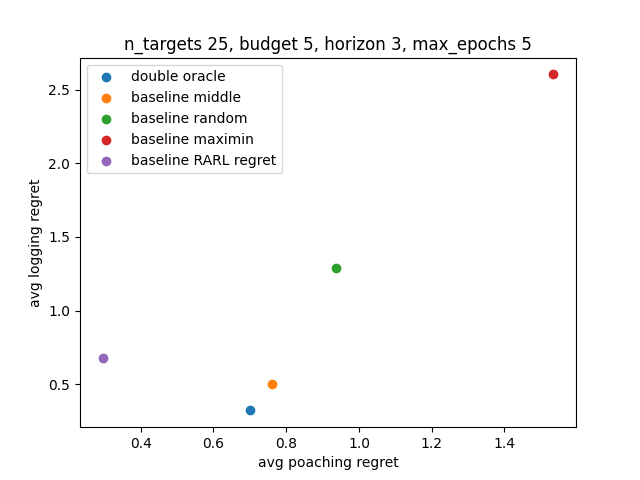 n_targets 25, budget 5, horizon 3, max_epochs 5
double oracle
baseline middle
baseline random
baseline maximin
baseline RARL regret
avg logging regret
2.5
2.0
1.5
1.0
0.5
0.4 0.6 0.8 1.0 1.2 1.4
avg poaching regret